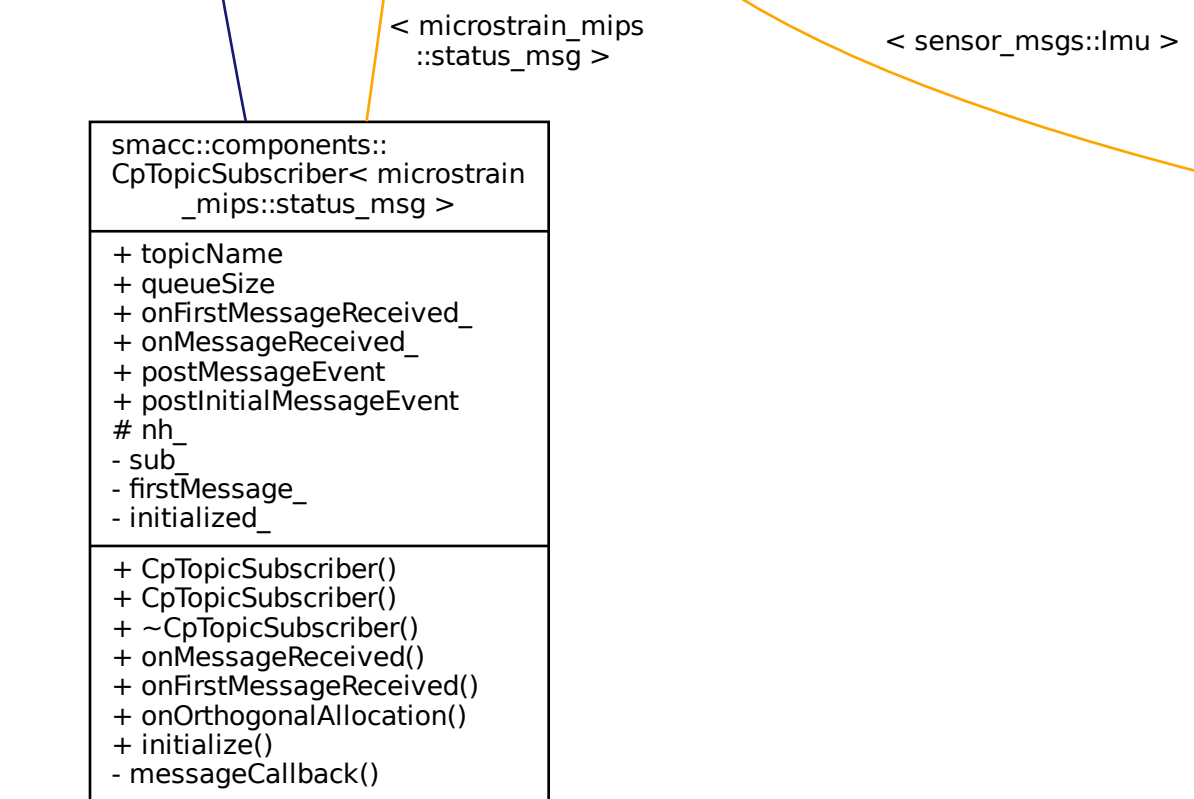 < microstrain_mips
::status_msg >
< sensor_msgs::Imu >
smacc::components::
CpTopicSubscriber< microstrain
_mips::status_msg >
+ topicName
+ queueSize
+ onFirstMessageReceived_
+ onMessageReceived_
+ postMessageEvent
+ postInitialMessageEvent
# nh_
- sub_
- firstMessage_
- initialized_
+ CpTopicSubscriber()
+ CpTopicSubscriber()
+ ~CpTopicSubscriber()
+ onMessageReceived()
+ onFirstMessageReceived()
+ onOrthogonalAllocation()
+ initialize()
- messageCallback()